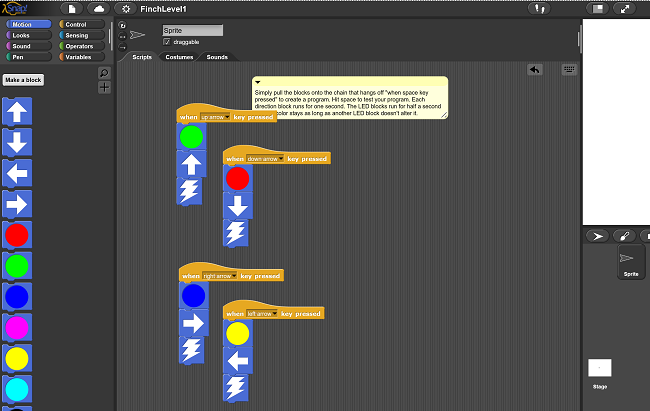 Snap!
FinchLevel1
Motion
Control
Looks
Sensing
Sound
Operators
Pen
Variables
Make a block
Sprite
draggable
Scripts
Costumes
Sounds
Simply pull the blocks onto the chain that hangs off "when space key
pressed" to create a program. Hit space to test your program. Each
direction block runs for one second. The LED blocks run for half a second
color stays as long as another LED block doesn't alter it.
when up arrow key pressed
when down arrow key pressed
when right arrow key pressed
when left arrow key pressed
Sprite
Stage